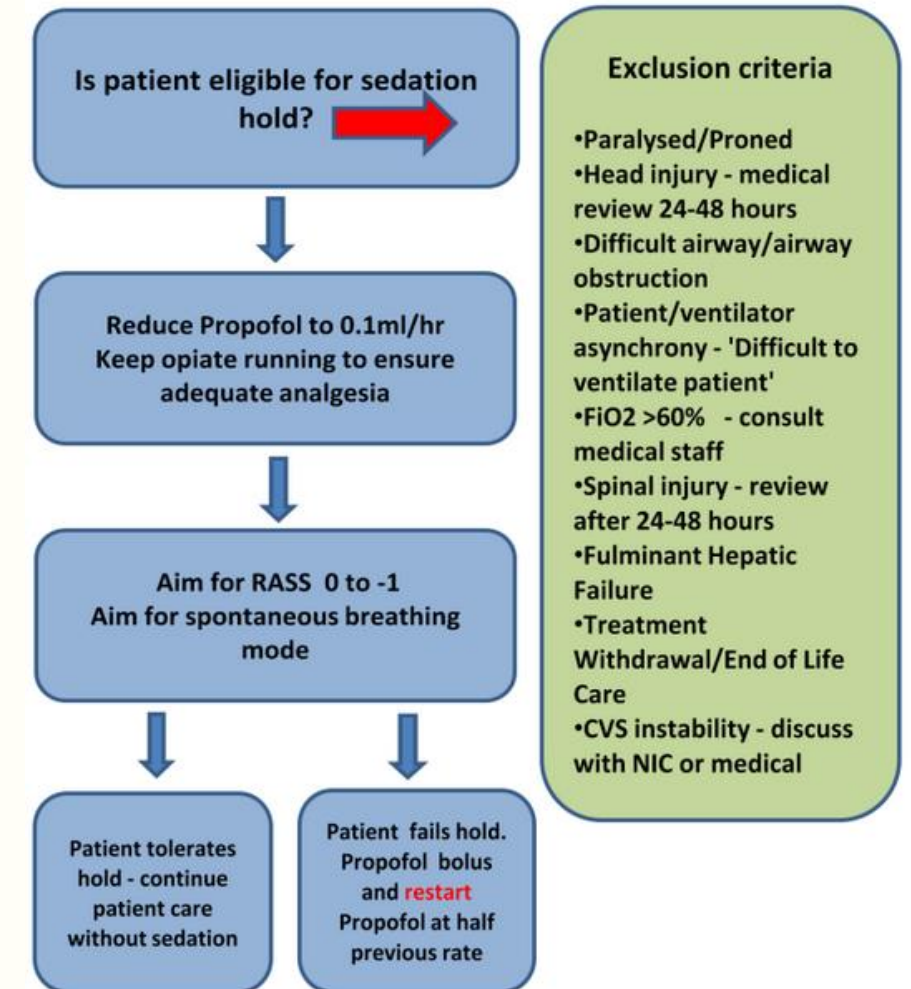 Is patient eligible for sedation
hold?
Reduce Propofol to 0.1ml/hr
Keep opiate running to ensure
adequate analgesia
Aim for RASS 0 to -1
Aim for spontaneous breathing
mode
Patient tolerates
hold - continue
patient care
without sedation
Patient fails hold.
Propofol bolus
and restart
Propofol at half
previous rate
Exclusion criteria
•Paralysed/Proned
•Head injury - medical
review 24-48 hours
•Difficult airway/airway
obstruction
•Patient/ventilator
asynchrony - 'Difficult to
ventilate patient'
•FiO2 >60% - consult
medical staff
•Spinal injury - review
after 24-48 hours
•Fulminant Hepatic
Failure
•Treatment
Withdrawal/End of Life
Care
•CVS instability - discuss
with NIC or medical